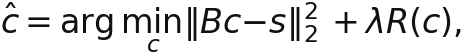 ĉ = arg min_c ‖Bc−s‖₂² + λR(c),